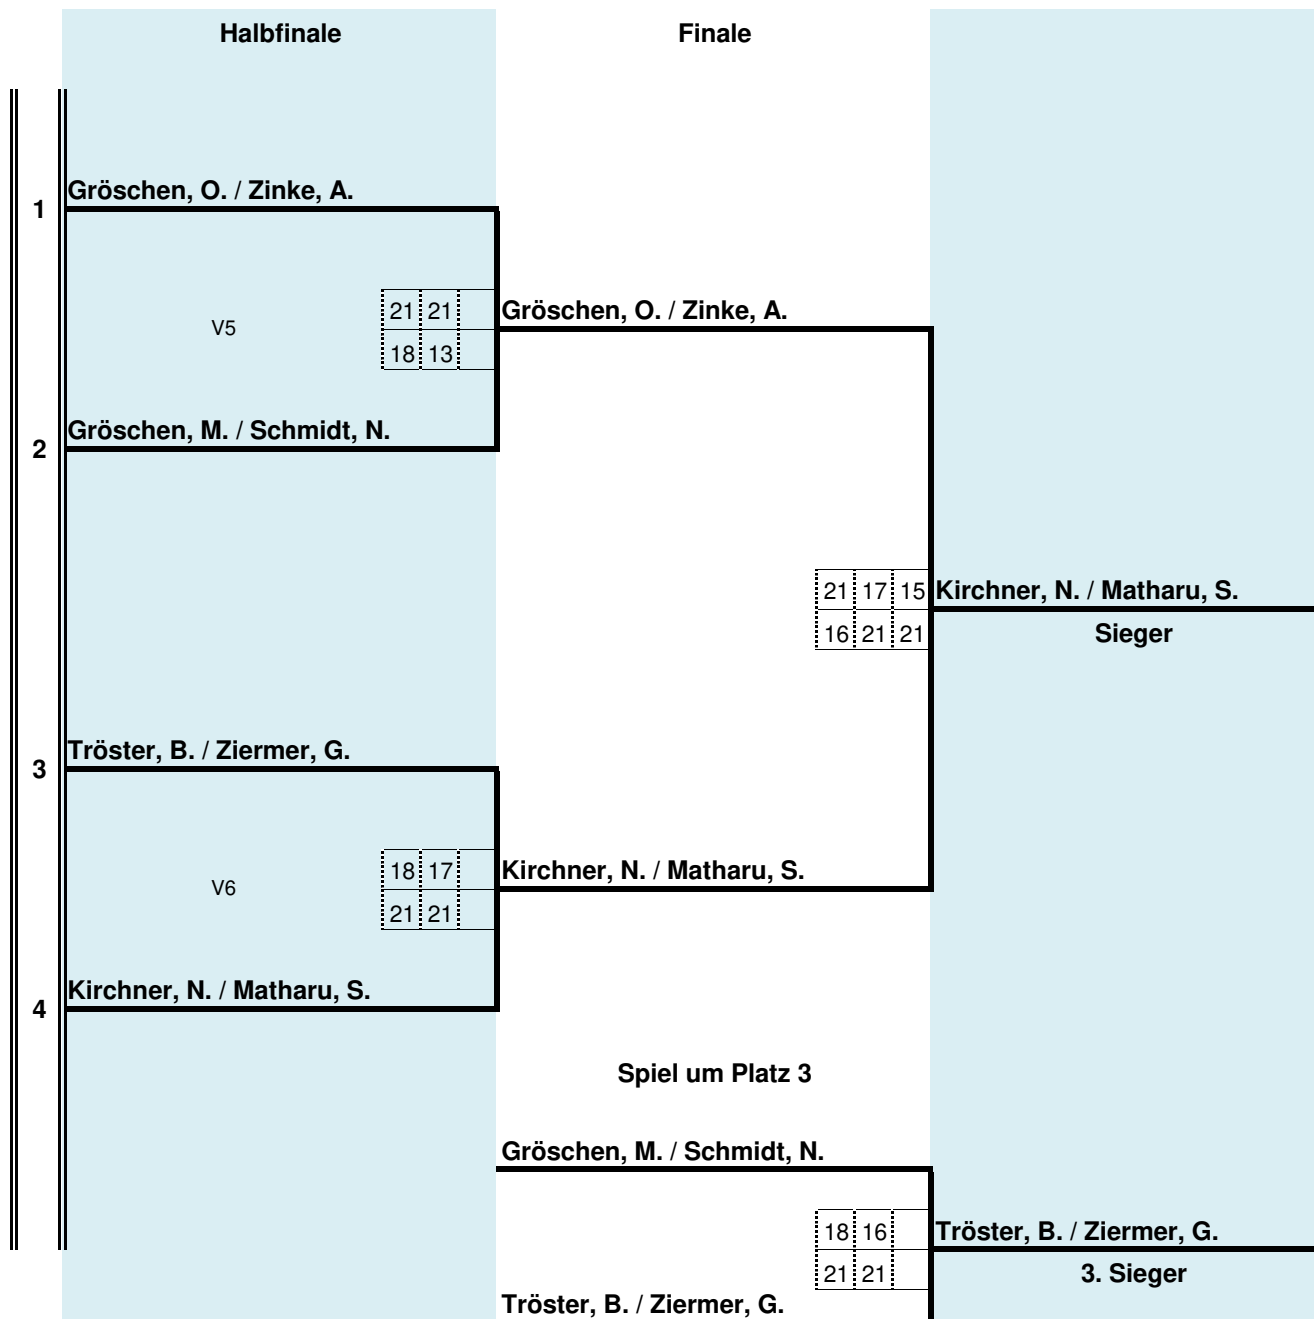 Halbfinale Finale
Gröschen, O. / Zinke, A.
1
21 21 Gröschen, O. / Zinke, A.
V5
18 13
Gröschen, M. / Schmidt, N.
2
21 17 15 Kirchner, N. / Matharu, S.
16 21 21 Sieger
Tröster, B. / Ziermer, G.
3
18 17 Kirchner, N. / Matharu, S.
V6
21 21
Kirchner, N. / Matharu, S.
4
Spiel um Platz 3
Gröschen, M. / Schmidt, N.
18 16 Tröster, B. / Ziermer, G.
21 21 3. Sieger
Tröster, B. / Ziermer, G.